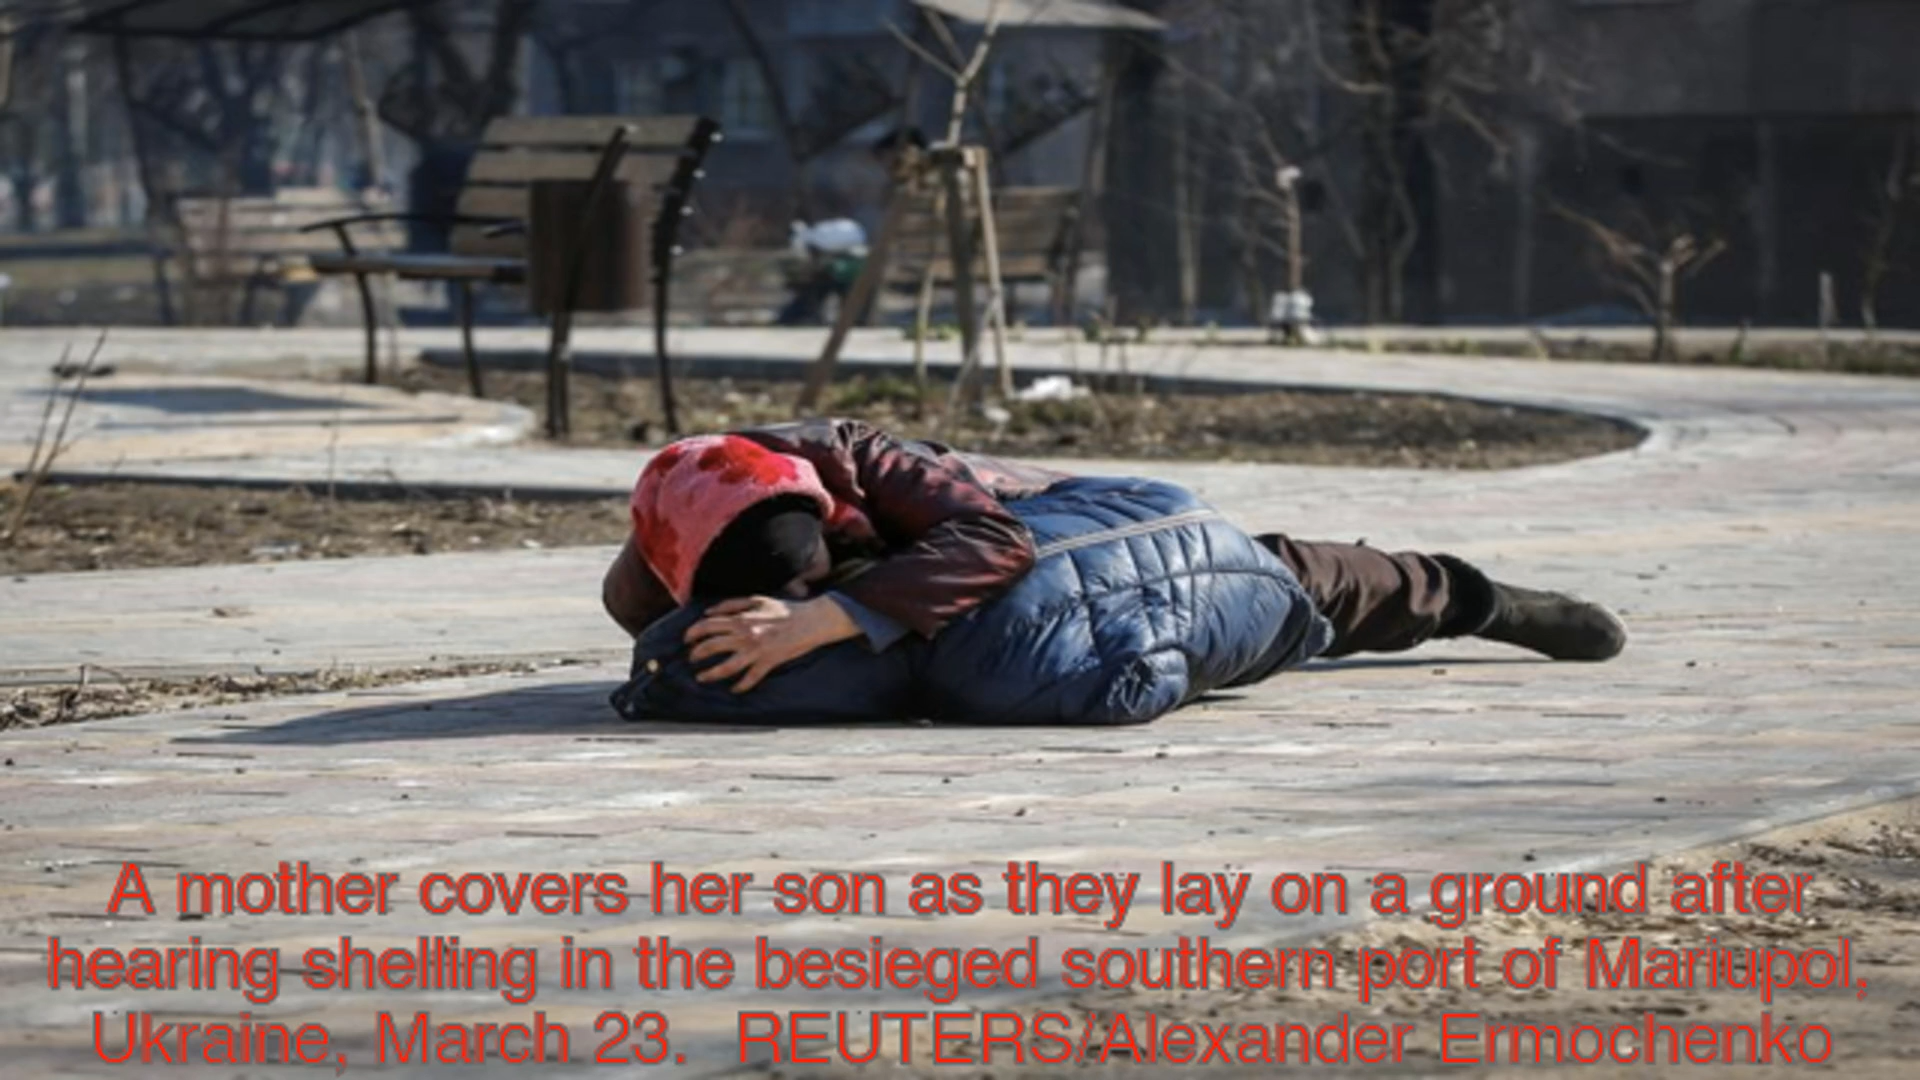 A mother covers her son as they lay on a ground after
hearing shelling in the besieged southern port of Mariupol,
Ukraine, March 23.  REUTERS/Alexander Ermochenko